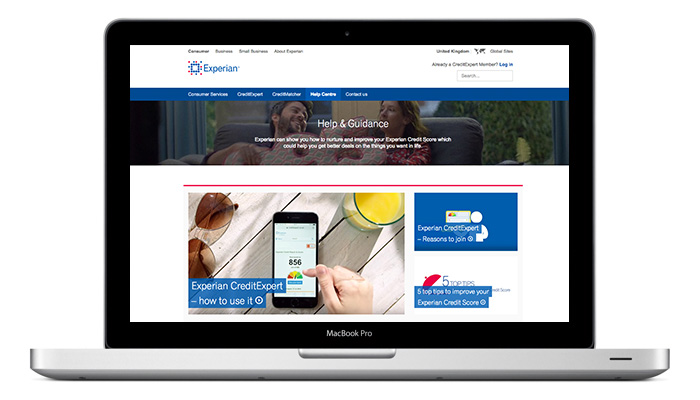 Consumer Business Small Business About Experian United Kingdom Global Sites
Already a CreditExpert Member? Log in
Experian
Search...
Consumer Services CreditExpert CreditMatcher Help Centre Contact us
Help & Guidance
Experian can show you how to nurture and improve your Experian Credit Score which
could help you get better deals on the things you want in life.
856
Experian CreditExpert
– how to use it
Experian CreditExpert
– Reasons to join
5 TOP TIPS
5 top tips to improve your
Experian Credit Score
MacBook Pro